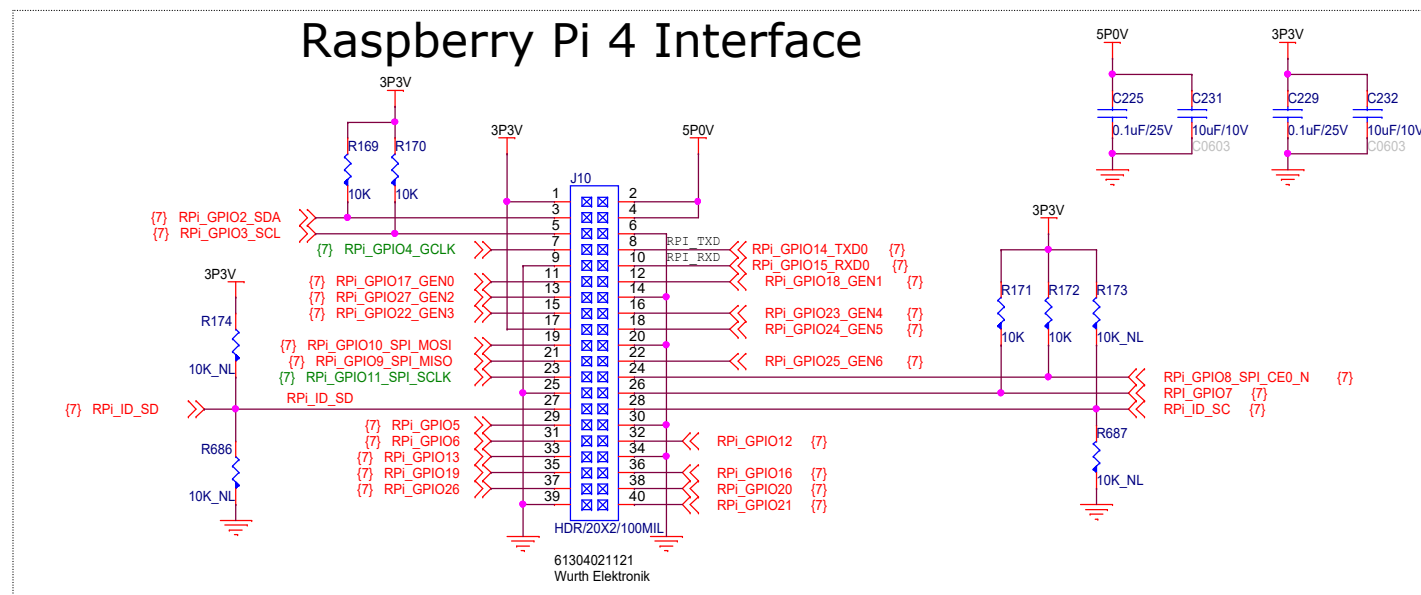 Raspberry Pi 4 Interface
5P0V
3P3V
C225
C231
C229
C232
0.1uF/25V
10uF/10V
0.1uF/25V
10uF/10V
C0603
C0603
3P3V
3P3V
5P0V
R169
R170
10K
10K
J10
1
2
3
4
5
6
7
8
9
10
11
12
13
14
15
16
17
18
19
20
21
22
23
24
25
26
27
28
29
30
31
32
33
34
35
36
37
38
39
40
HDR/20X2/100MIL
61304021121
Wurth Elektronik
{7} RPi_GPIO2_SDA
{7} RPi_GPIO3_SCL
{7} RPi_GPIO4_GCLK
{7} RPi_GPIO17_GEN0
{7} RPi_GPIO27_GEN2
{7} RPi_GPIO22_GEN3
{7} RPi_GPIO10_SPI_MOSI
{7} RPi_GPIO9_SPI_MISO
{7} RPi_GPIO11_SPI_SCLK
{7} RPi_ID_SD
RPi_ID_SD
{7} RPi_GPIO5
{7} RPi_GPIO6
{7} RPi_GPIO13
{7} RPi_GPIO19
{7} RPi_GPIO26
3P3V
R174
10K_NL
R686
10K_NL
RPI_TXD
RPI_RXD
RPi_GPIO14_TXD0 {7}
RPi_GPIO15_RXD0 {7}
RPi_GPIO18_GEN1 {7}
RPi_GPIO23_GEN4 {7}
RPi_GPIO24_GEN5 {7}
RPi_GPIO25_GEN6 {7}
RPi_GPIO12 {7}
RPi_GPIO16 {7}
RPi_GPIO20 {7}
RPi_GPIO21 {7}
3P3V
R171
R172
R173
10K
10K
10K_NL
RPi_GPIO8_SPI_CE0_N {7}
RPI_GPIO7 {7}
RPi_ID_SC {7}
R687
10K_NL